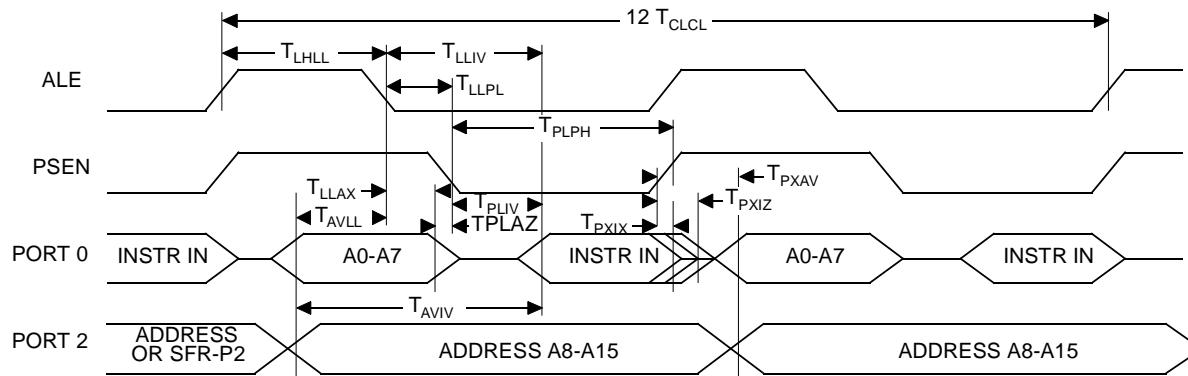 12 TCLCL
TLHLL TLLIV
ALE
TLLPL
TPLPH
PSEN
TLLAX TPXAV
TAVLL TPLIV TPXIZ
TPLAZ TPXIX
PORT 0 INSTR IN A0-A7 INSTR IN A0-A7 INSTR IN
TAVIV
PORT 2 ADDRESS
OR SFR-P2 ADDRESS A8-A15 ADDRESS A8-A15